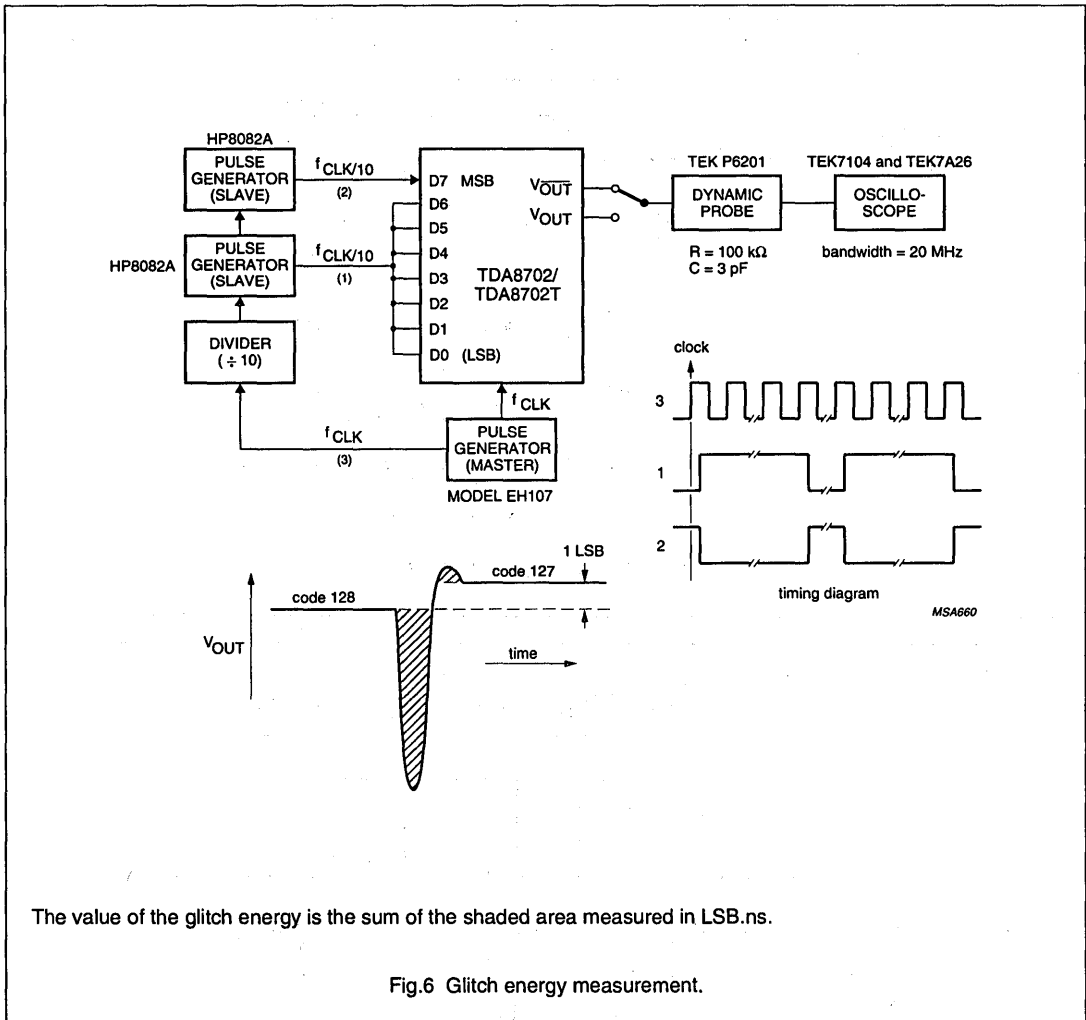 HP8082A
PULSE
GENERATOR
(SLAVE)
f CLK/10
(2)
HP8082A
PULSE
GENERATOR
(SLAVE)
f CLK/10
(1)
DIVIDER
( ÷ 10)
f CLK
(3)
D7 MSB
D6
D5
D4
D3
D2
D1
D0 (LSB)
TDA8702/
TDA8702T
V̅O̅U̅T̅
VOUT
f CLK
PULSE
GENERATOR
(MASTER)
MODEL EH107
TEK P6201
DYNAMIC
PROBE
R = 100 kΩ
C = 3 pF
TEK7104 and TEK7A26
OSCILLO-
SCOPE
bandwidth = 20 MHz
clock
3
1
2
timing diagram
MSA660
VOUT
code 128
code 127
1 LSB
time
The value of the glitch energy is the sum of the shaded area measured in LSB.ns.
Fig.6 Glitch energy measurement.